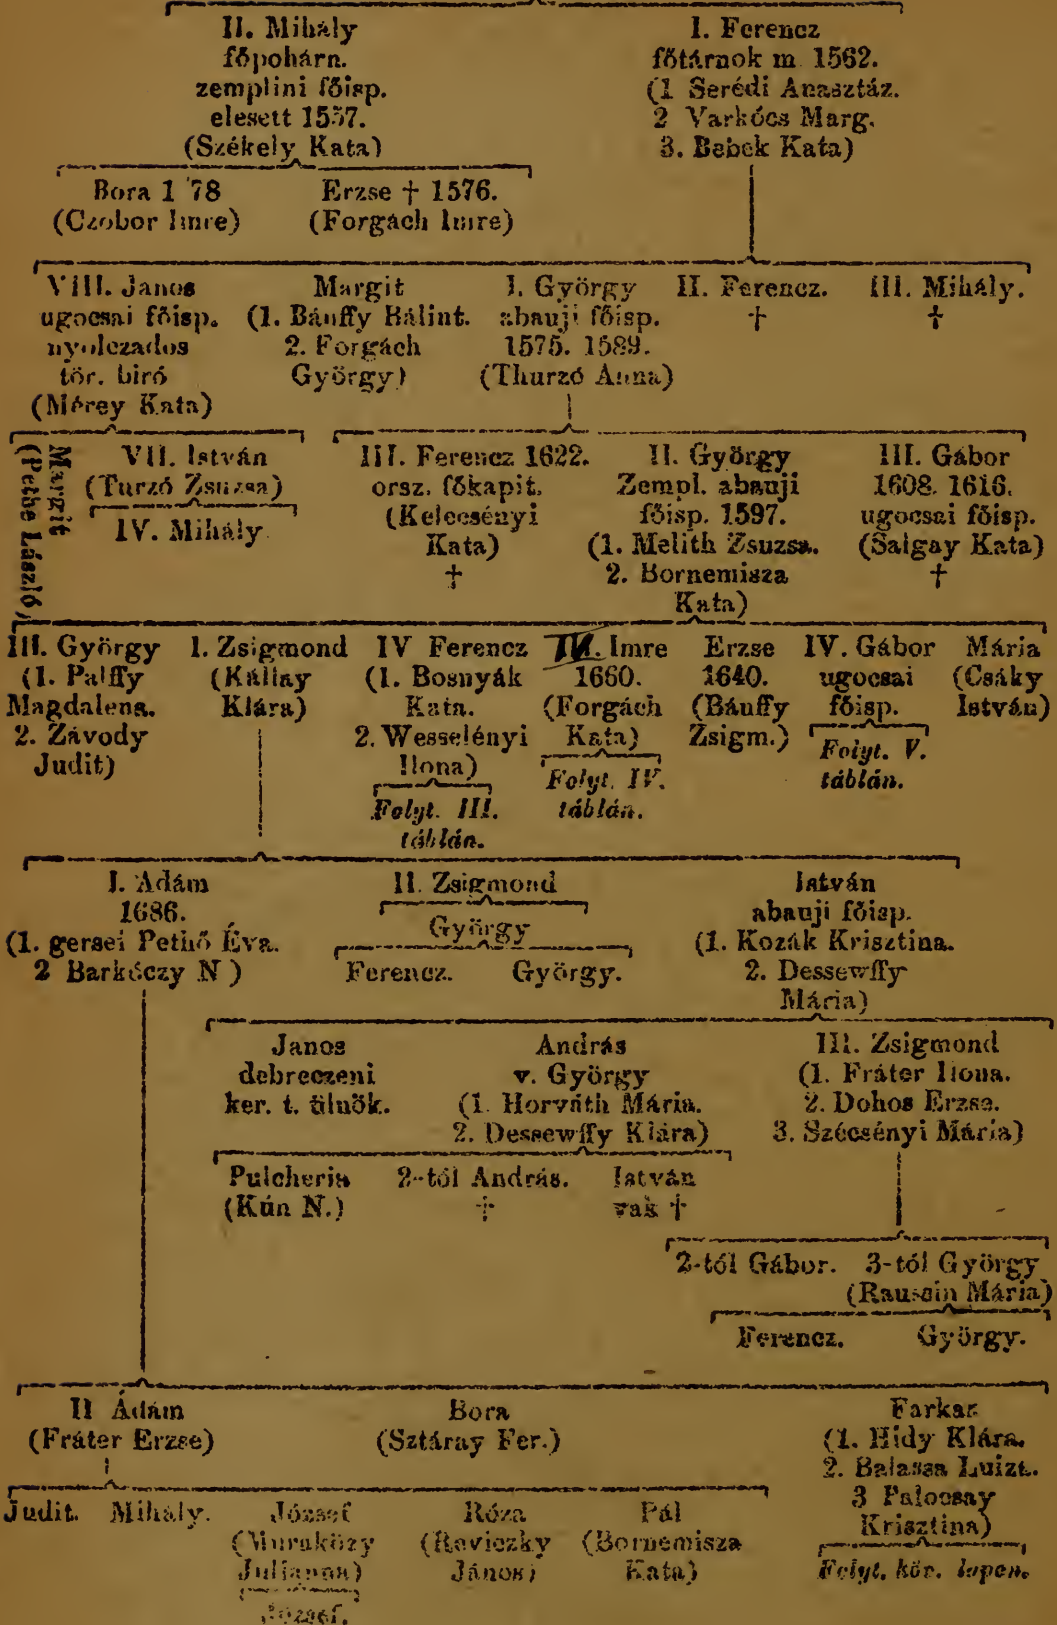 II. Mihály
főpohárn.
zemplini főisp.
elesett 1557.
(Székely Kata)
I. Ferencz
főtárnok m 1562.
(1 Serédi Anasztáz.
2 Varkócs Marg.
3. Bebek Kata)
Bora 1 78
(Czobor Imre)
Erzse † 1576.
(Forgách Imre)
VIII. Janos
ugocsai főisp.
nyolczados
tör. biró
(Mérey Kata)
Margit
(1. Bánffy Bálint.
2. Forgách
György)
I. György
abauji főisp.
1575. 1589.
(Thurzó Anna)
II. Ferencz.
†
III. Mihály.
†
Margit
(Pethe László)
VII. István
(Turzó Zsuzsa)
IV. Mihály
III. Ferencz 1622.
orsz. főkapit.
(Kelecsényi
Kata)
†
II. György
Zempl. abauji
főisp. 1597.
(1. Melith Zsuzsa.
2. Bornemisza
Kata)
III. Gábor
1608. 1616.
ugocsai főisp.
(Salgay Kata)
†
III. György
(1. Palffy
Magdalena.
2. Závody
Judit)
I. Zsigmond
(Kállay
Klára)
IV Ferencz
(1. Bosnyák
Kata.
2. Wesselényi
Ilona)
Folyt. III.
táblán.
Imre
1660.
(Forgách
Kata)
Folyt. IV.
táblán.
Erzse
1640.
(Bánffy
Zsigm.)
IV. Gábor
ugocsai
főisp.
Folyt. V.
táblán.
Mária
(Csáky
István)
I. Adám
1686.
(1. gersei Pethő Éva.
2 Barkóczy N )
II. Zsigmond
György
Ferencz. György.
István
abauji főisp.
(1. Kozák Krisztina.
2. Dessewffy
Mária)
Janos
debreczeni
ker. t. ülnök.
András
v. György
(1. Horváth Mária.
2. Dessewffy Klára)
III. Zsigmond
(1. Fráter Ilona.
2. Dohos Erzse.
3. Szécsényi Mária)
Pulcheria
(Kún N.)
2-tól András.
†
István
vak †
2-tól Gábor.
3-tól György
(Raussin Mária)
Ferencz. György.
II Ádám
(Fráter Erzse)
Bora
(Sztáray Fer.)
Farkas
(1. Hidy Klára.
2. Balassa Luizt.
3 Palocsay
Krisztina)
Folyt. köv. lapon.
Judit. Mihály.
József
(Muraközy
Julianna)
József.
Róza
(Raviczky
János)
Pál
(Bornemisza
Kata)